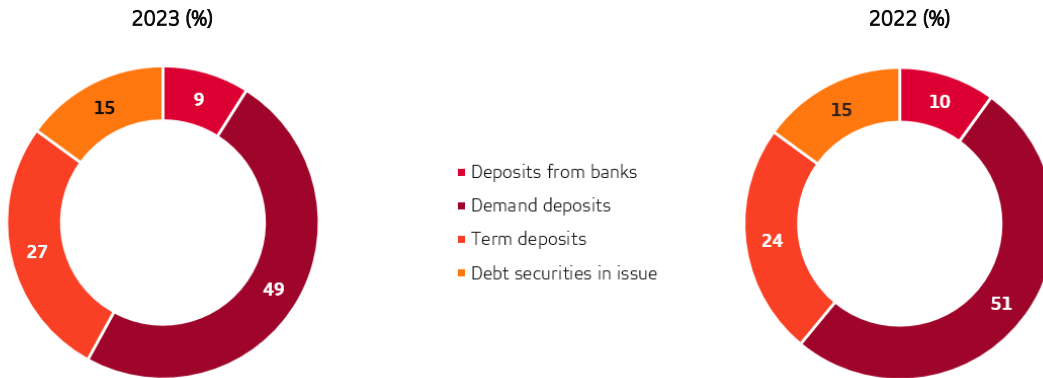 2023 (%)
15
9
27
49
Deposits from banks
Demand deposits
Term deposits
Debt securities in issue
2022 (%)
15
10
24
51